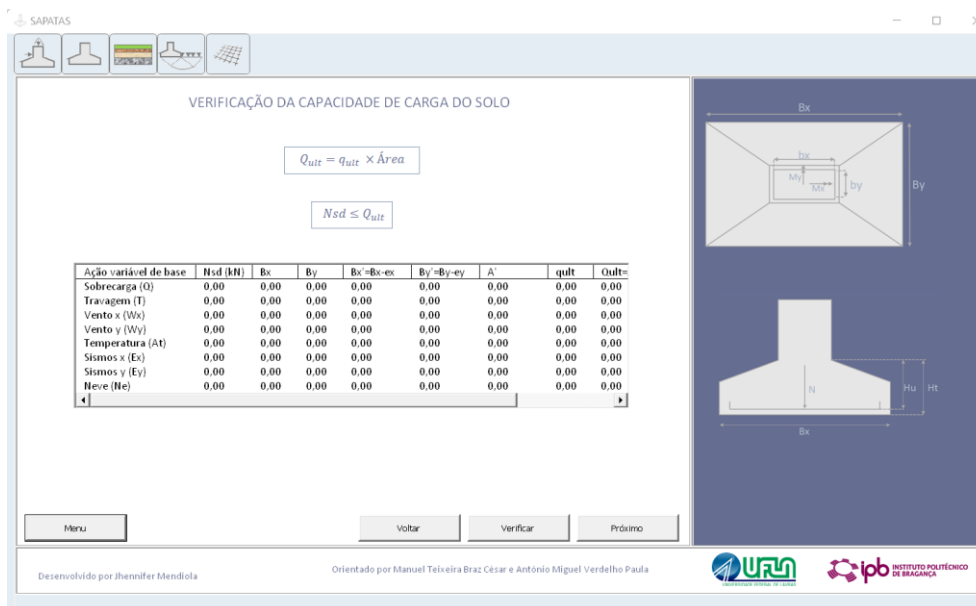 SAPATAS
VERIFICAÇÃO DA CAPACIDADE DE CARGA DO SOLO
Q_ult = q_ult × Área
Nsd ≤ Q_ult
Ação variável de base Nsd (kN) Bx By Bx'=Bx-ex By'=By-ey A' qult Qult=
Sobrecarga (Q) 0,00 0,00 0,00 0,00 0,00 0,00 0,00 0,00
Travagem (T) 0,00 0,00 0,00 0,00 0,00 0,00 0,00 0,00
Vento x (Wx) 0,00 0,00 0,00 0,00 0,00 0,00 0,00 0,00
Vento y (Wy) 0,00 0,00 0,00 0,00 0,00 0,00 0,00 0,00
Temperatura (At) 0,00 0,00 0,00 0,00 0,00 0,00 0,00 0,00
Sismos x (Ex) 0,00 0,00 0,00 0,00 0,00 0,00 0,00 0,00
Sismos y (Ey) 0,00 0,00 0,00 0,00 0,00 0,00 0,00 0,00
Neve (Ne) 0,00 0,00 0,00 0,00 0,00 0,00 0,00 0,00
Menu
Voltar
Verificar
Próximo
Bx
bx
My
Mx
by
By
N
Hu
Ht
Bx
Desenvolvido por Jhennifer Mendiola
Orientado por Manuel Teixeira Braz César e António Miguel Verdelho Paula
UFLA
UNIVERSIDADE FEDERAL DE LAVRAS
ipb INSTITUTO POLITÉCNICO
DE BRAGANÇA